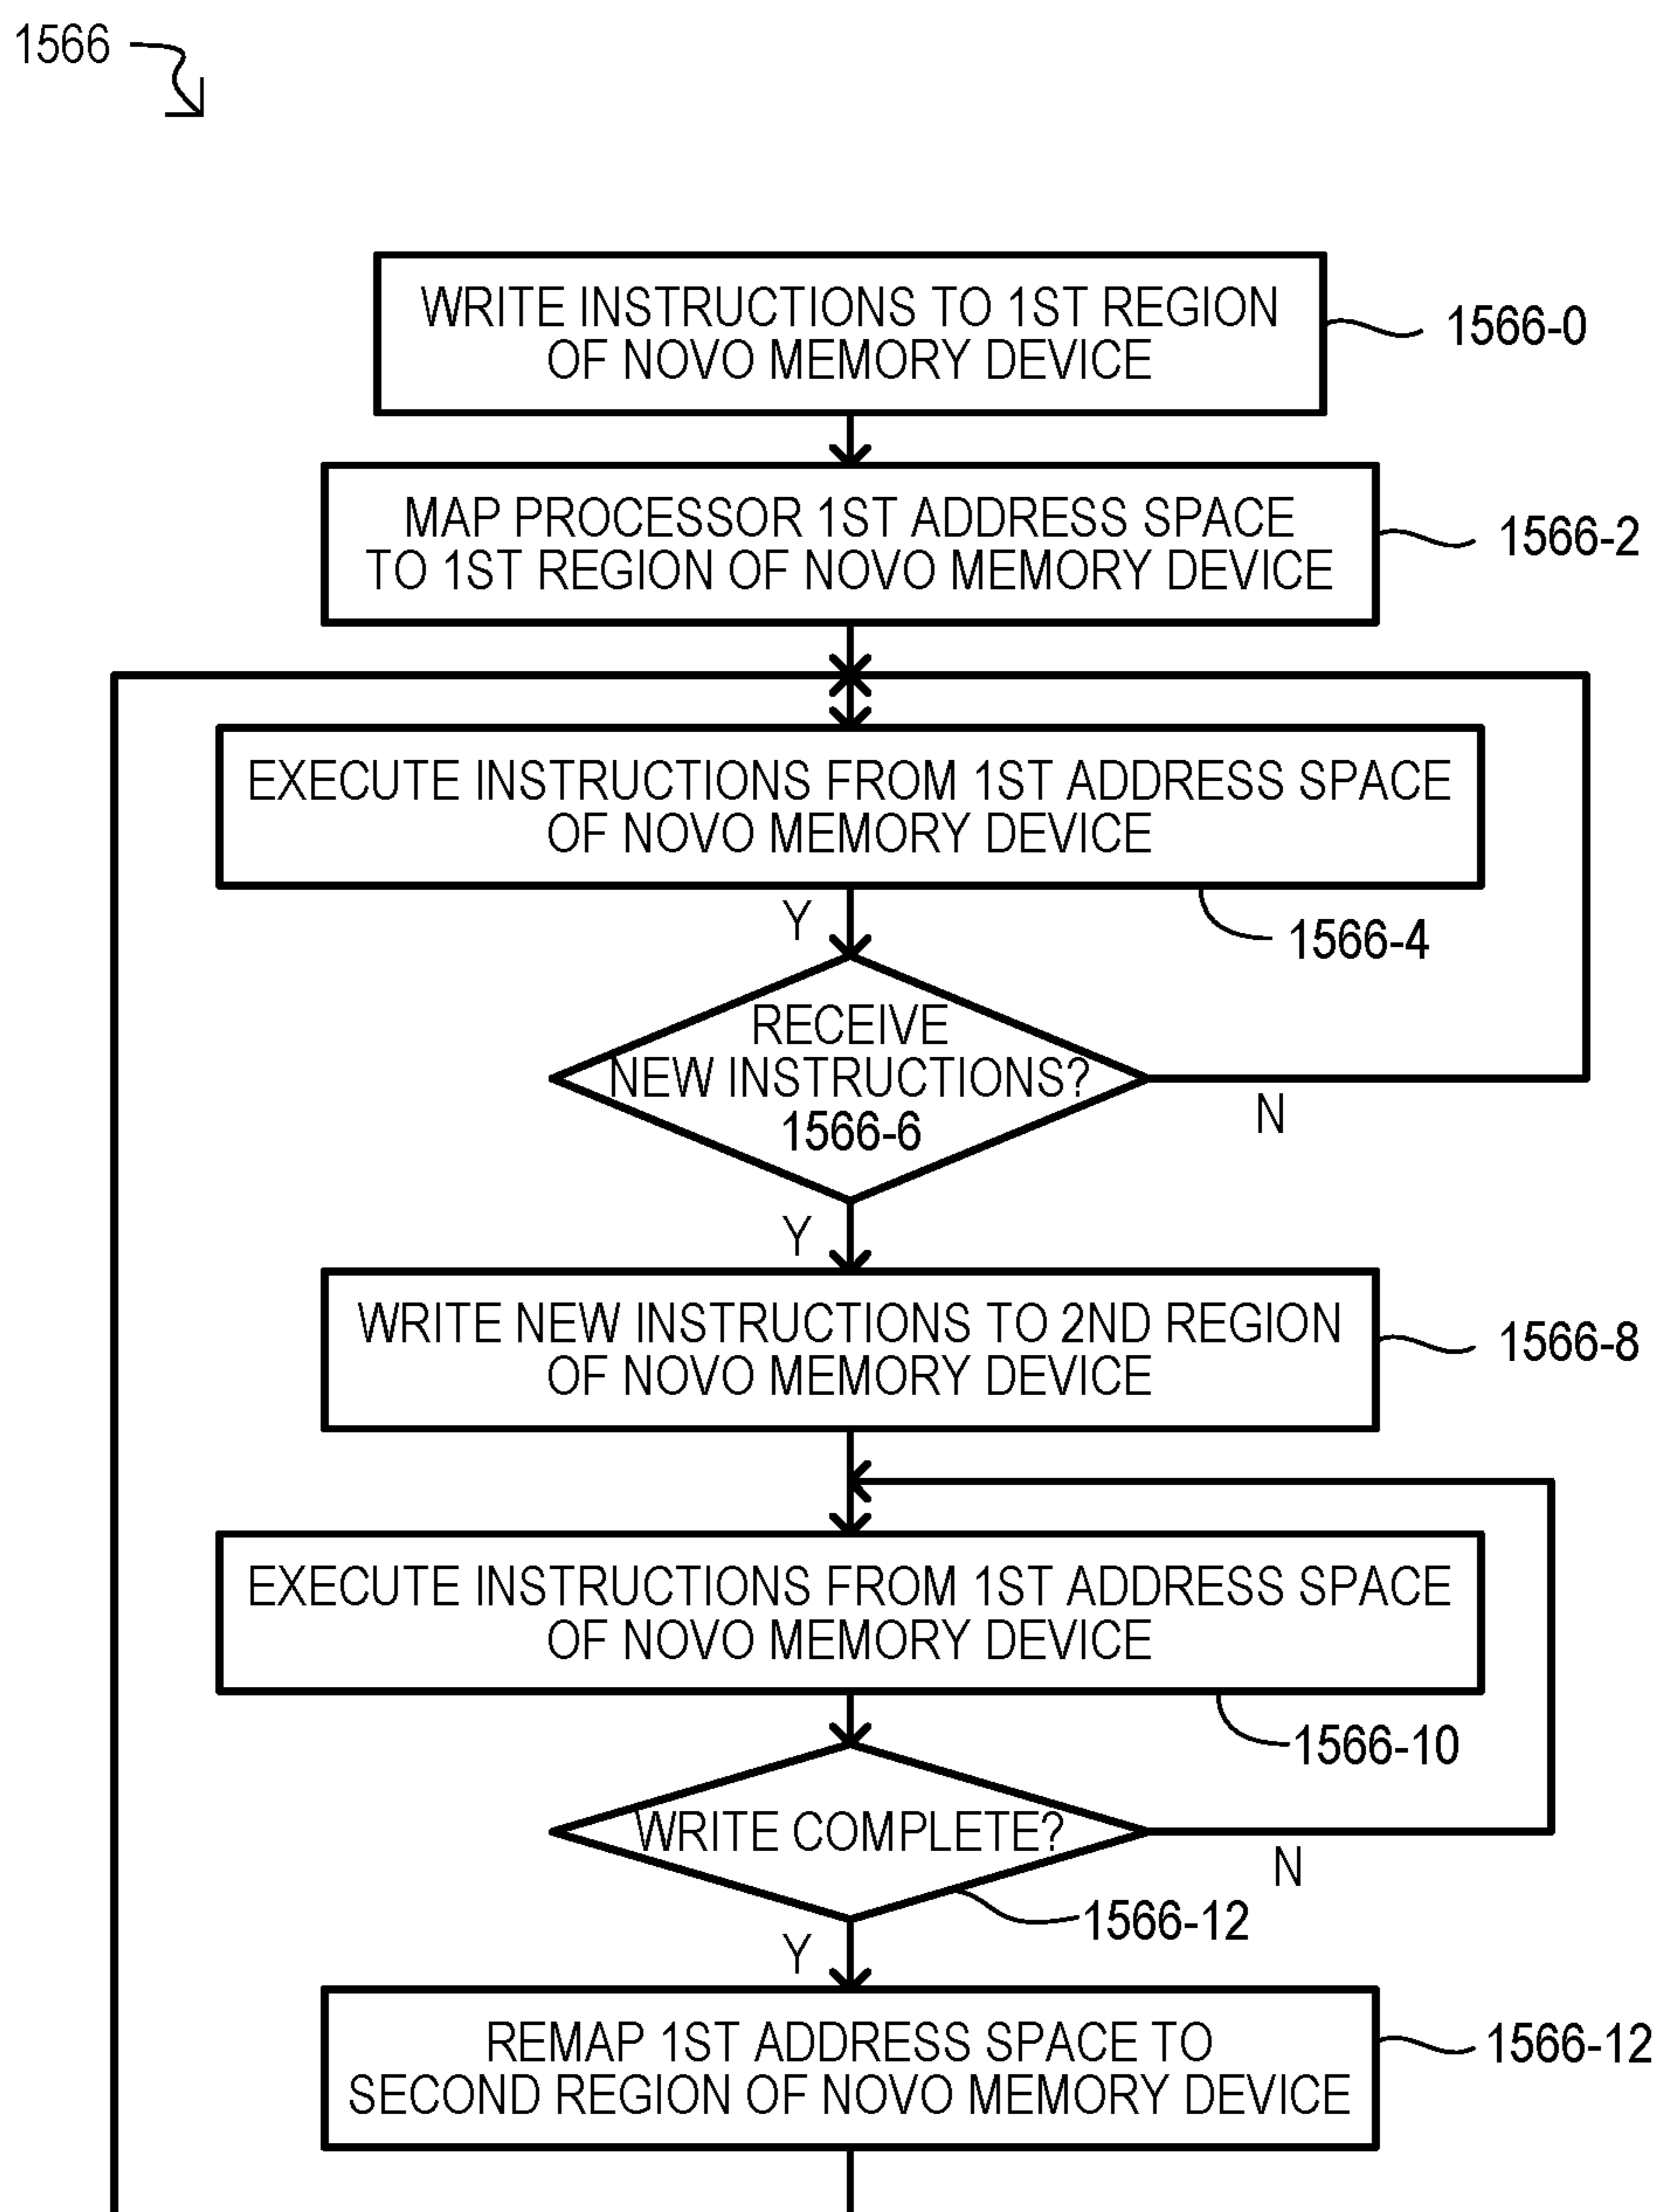 1566
WRITE INSTRUCTIONS TO 1ST REGION
OF NOVO MEMORY DEVICE
1566-0
MAP PROCESSOR 1ST ADDRESS SPACE
TO 1ST REGION OF NOVO MEMORY DEVICE
1566-2
EXECUTE INSTRUCTIONS FROM 1ST ADDRESS SPACE
OF NOVO MEMORY DEVICE
1566-4
Y
RECEIVE
NEW INSTRUCTIONS?
1566-6
N
Y
WRITE NEW INSTRUCTIONS TO 2ND REGION
OF NOVO MEMORY DEVICE
1566-8
EXECUTE INSTRUCTIONS FROM 1ST ADDRESS SPACE
OF NOVO MEMORY DEVICE
1566-10
WRITE COMPLETE?
N
1566-12
Y
REMAP 1ST ADDRESS SPACE TO
SECOND REGION OF NOVO MEMORY DEVICE
1566-12